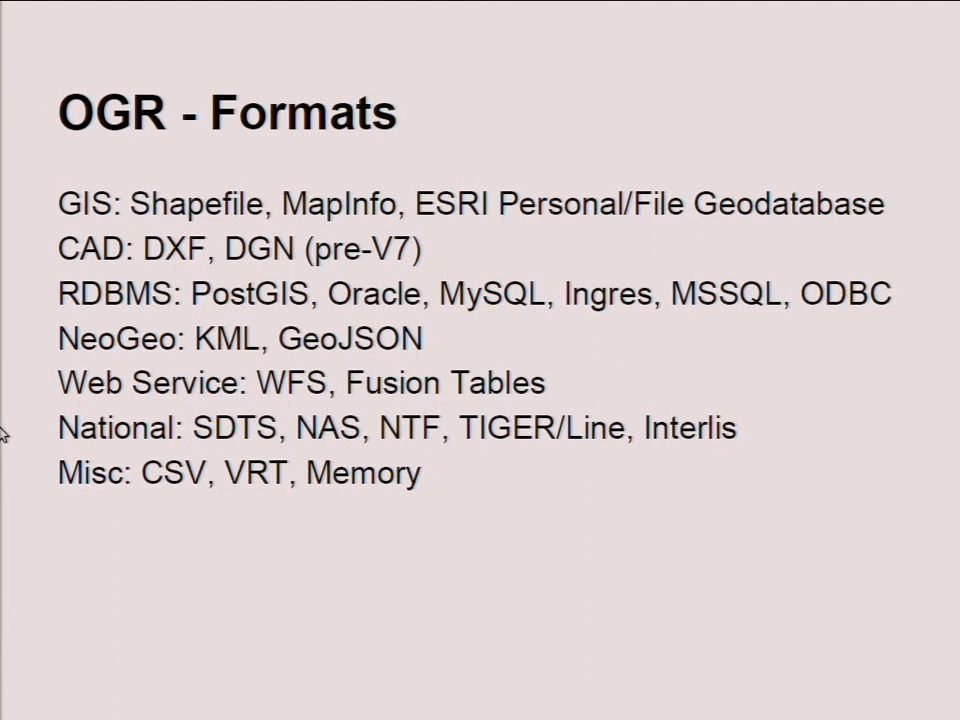 OGR - Formats
GIS: Shapefile, MapInfo, ESRI Personal/File Geodatabase
CAD: DXF, DGN (pre-V7)
RDBMS: PostGIS, Oracle, MySQL, Ingres, MSSQL, ODBC
NeoGeo: KML, GeoJSON
Web Service: WFS, Fusion Tables
National: SDTS, NAS, NTF, TIGER/Line, Interlis
Misc: CSV, VRT, Memory